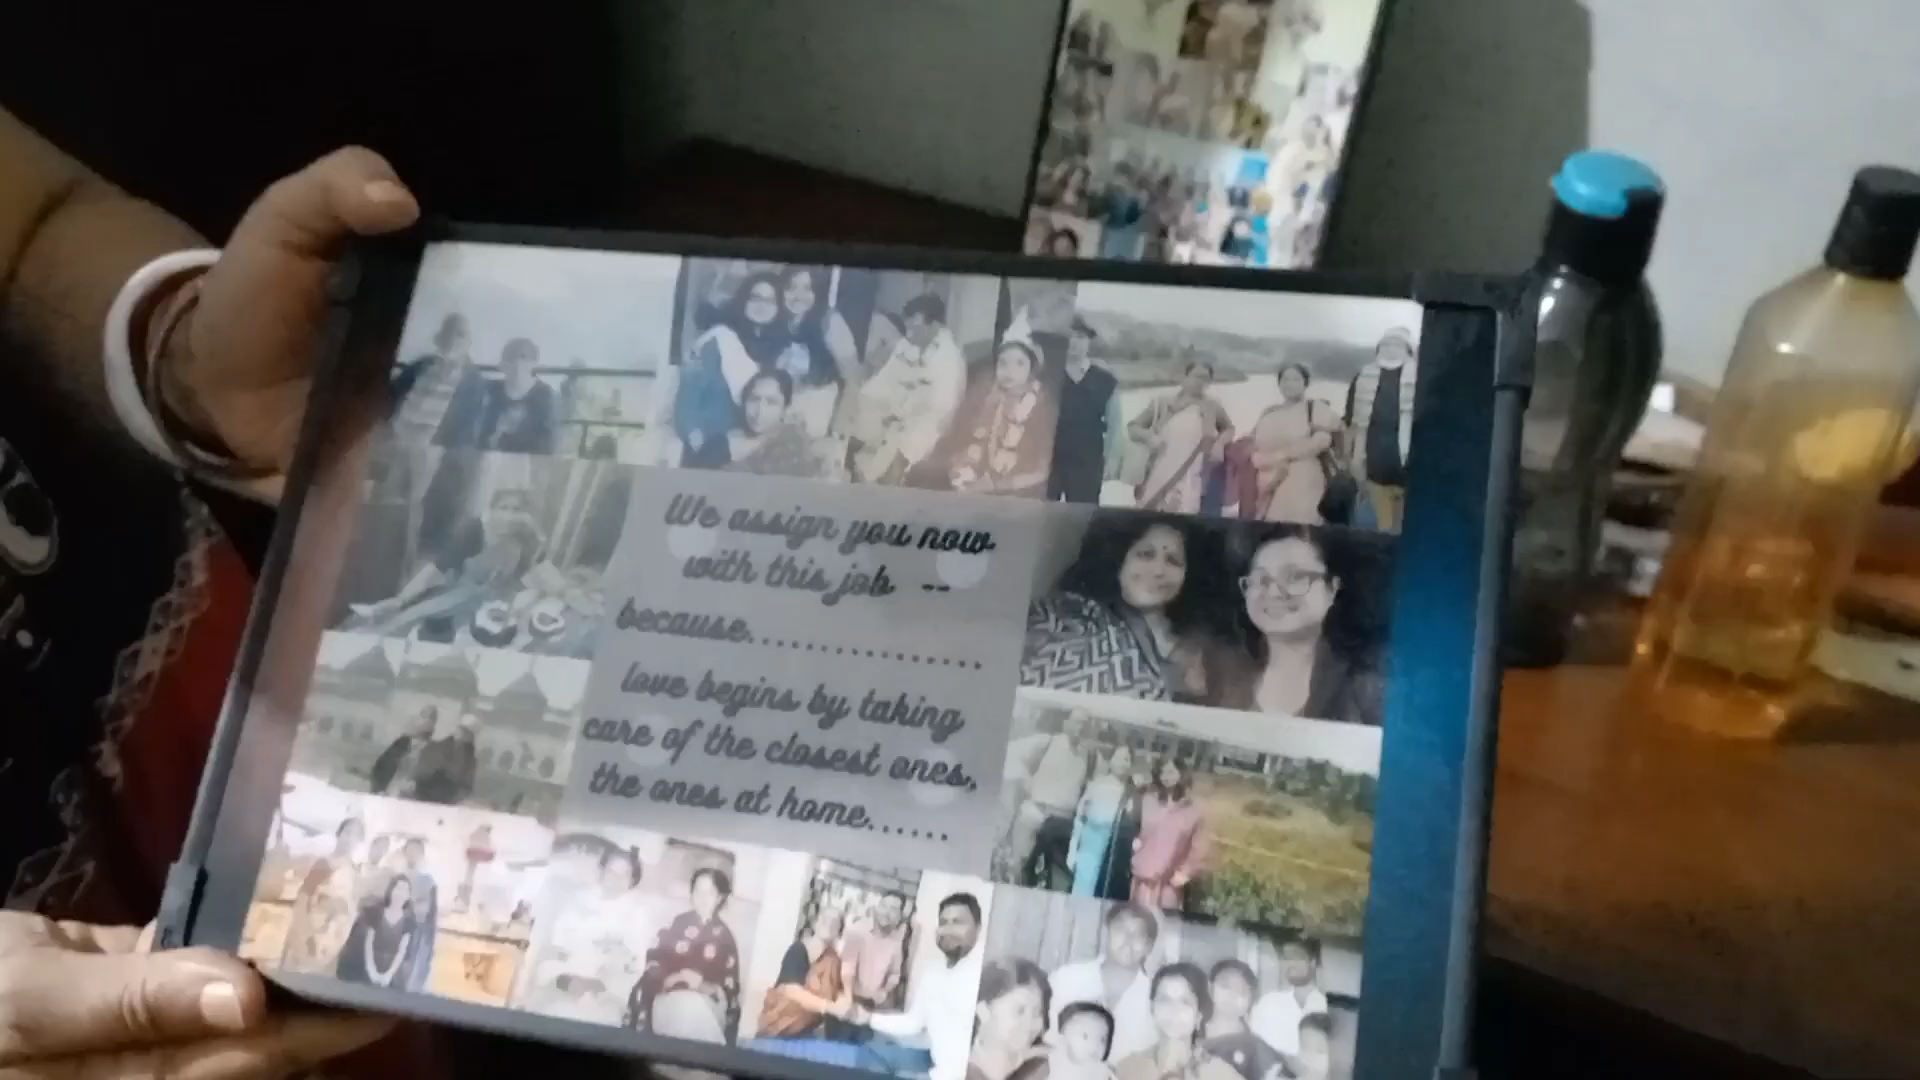 We assign you now
with this job --
because.................
love begins by taking
care of the closest ones,
the ones at home......